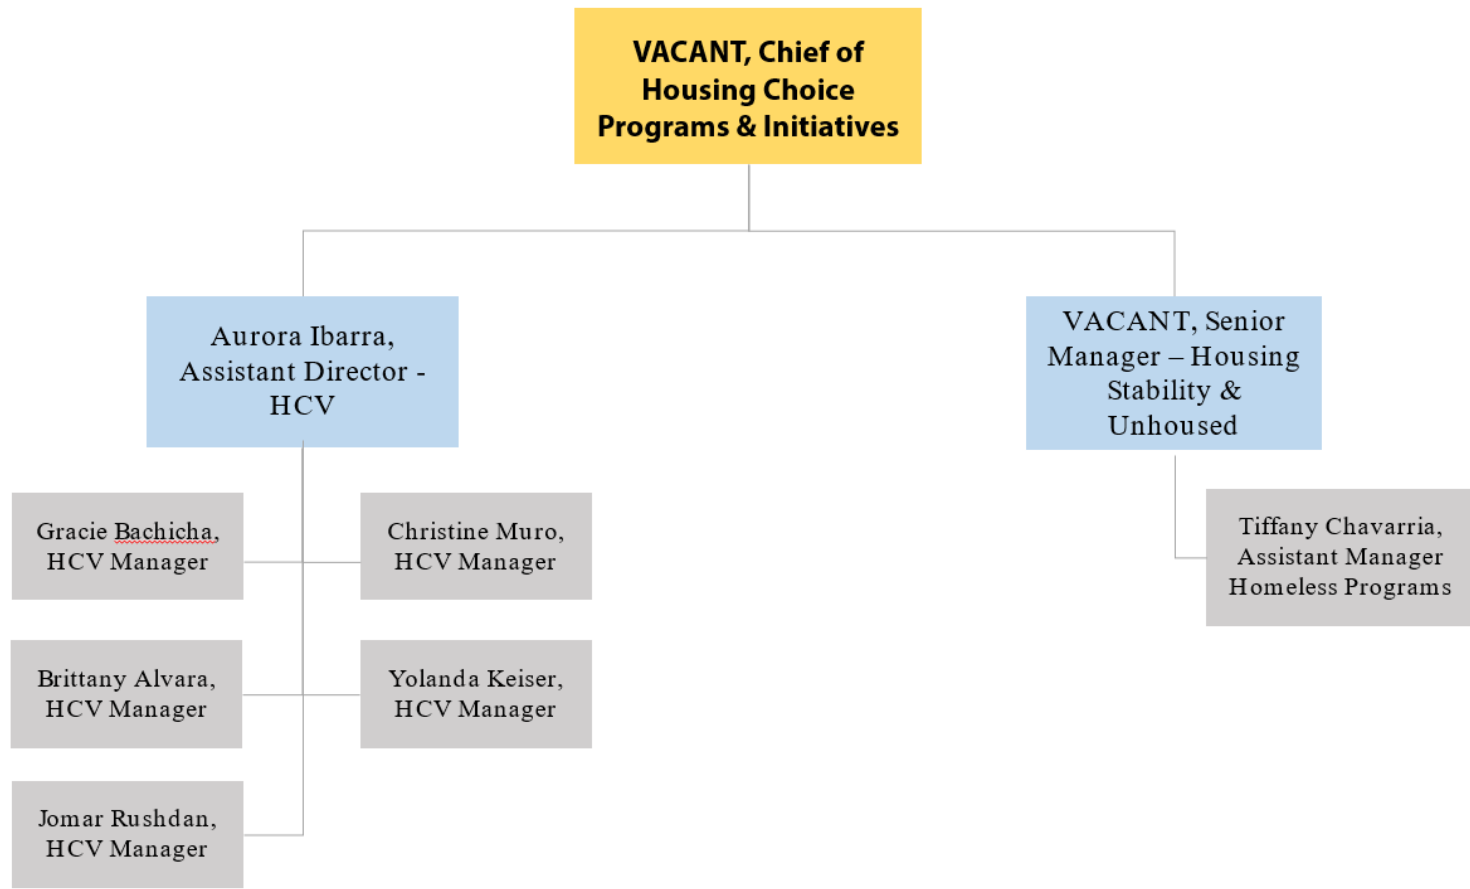 VACANT, Chief of
Housing Choice
Programs & Initiatives
Aurora Ibarra,
Assistant Director -
HCV
VACANT, Senior
Manager – Housing
Stability &
Unhoused
Gracie Bachicha,
HCV Manager
Christine Muro,
HCV Manager
Tiffany Chavarria,
Assistant Manager
Homeless Programs
Brittany Alvara,
HCV Manager
Yolanda Keiser,
HCV Manager
Jomar Rushdan,
HCV Manager